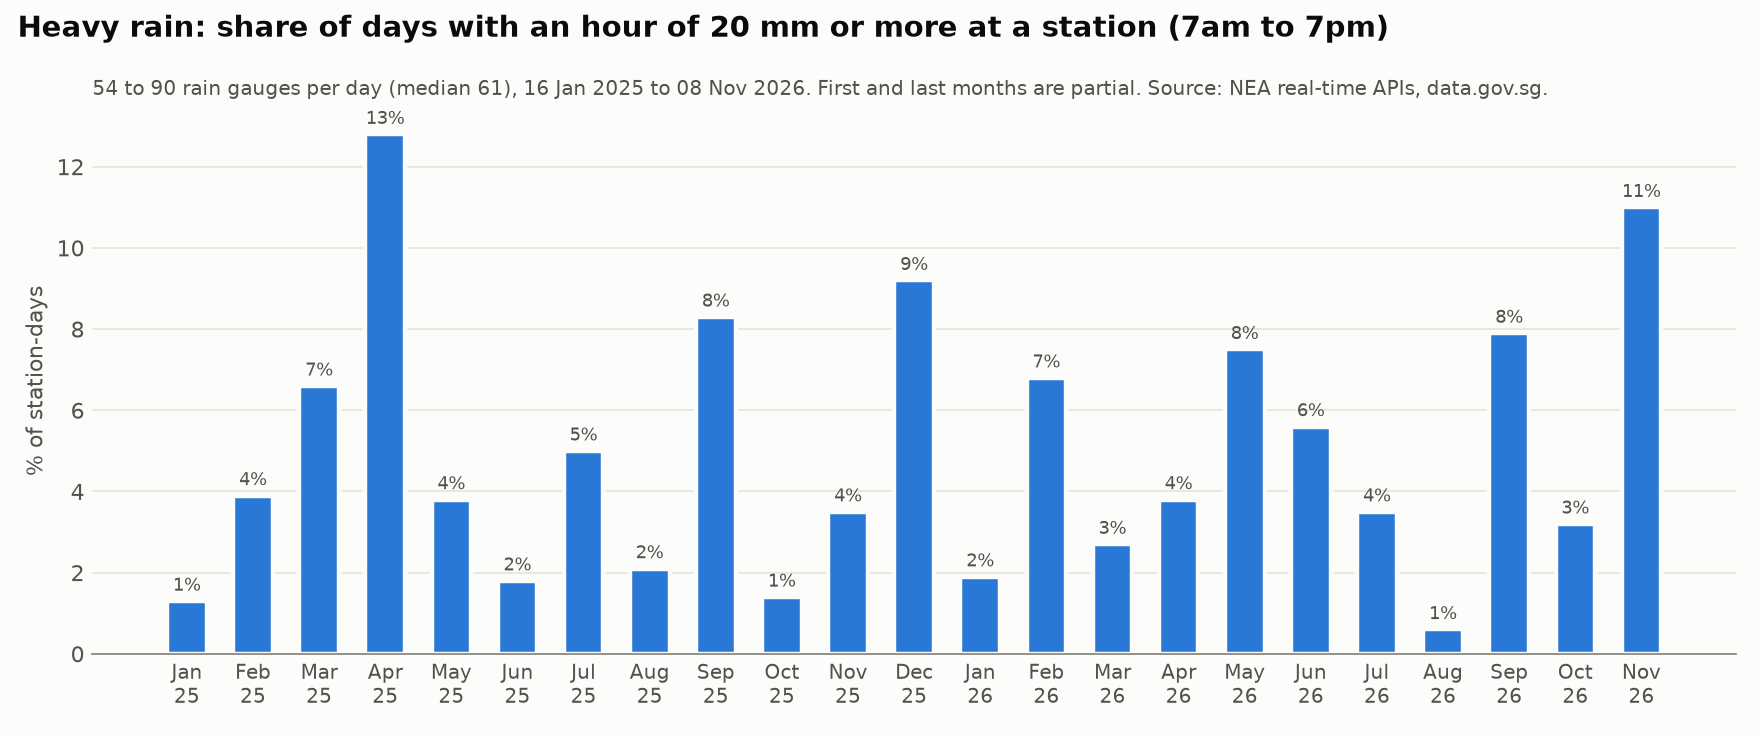 Heavy rain: share of days with an hour of 20 mm or more at a station (7am to 7pm)
54 to 90 rain gauges per day (median 61), 16 Jan 2025 to 08 Nov 2026. First and last months are partial. Source: NEA real-time APIs, data.gov.sg.
% of station-days
12
10
8
6
4
2
0
1%
4%
7%
13%
4%
2%
5%
2%
8%
1%
4%
9%
2%
7%
3%
4%
8%
6%
4%
1%
8%
3%
11%
Jan 25
Feb 25
Mar 25
Apr 25
May 25
Jun 25
Jul 25
Aug 25
Sep 25
Oct 25
Nov 25
Dec 25
Jan 26
Feb 26
Mar 26
Apr 26
May 26
Jun 26
Jul 26
Aug 26
Sep 26
Oct 26
Nov 26